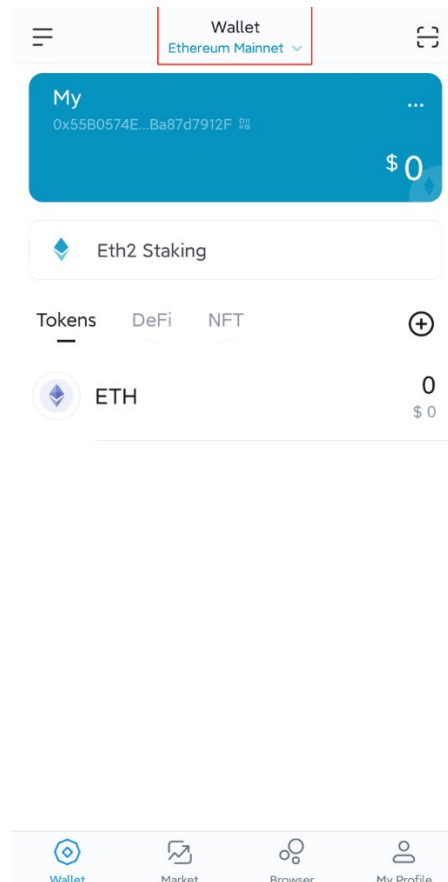 Wallet
Ethereum Mainnet
My
...
0x55B0574E...Ba87d7912F
$ 0
Eth2 Staking
Tokens DeFi NFT
ETH
0
$ 0
Wallet Market Browser My Profile